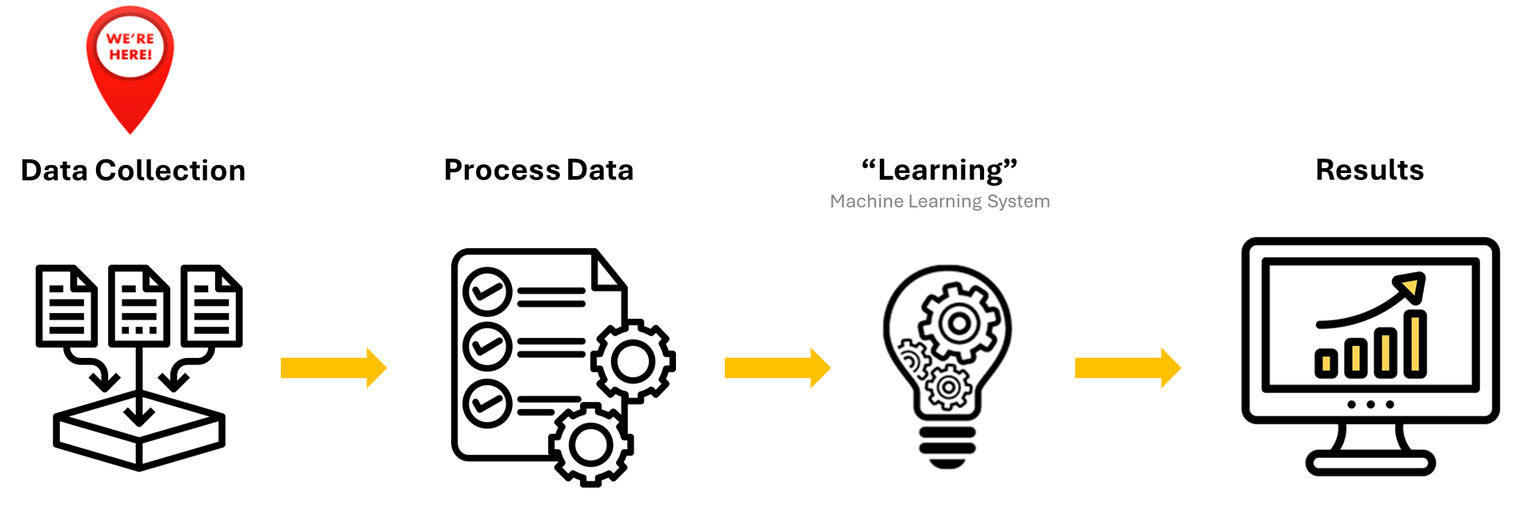 WE'RE
HERE!
Data Collection
Process Data
“Learning”
Machine Learning System
Results